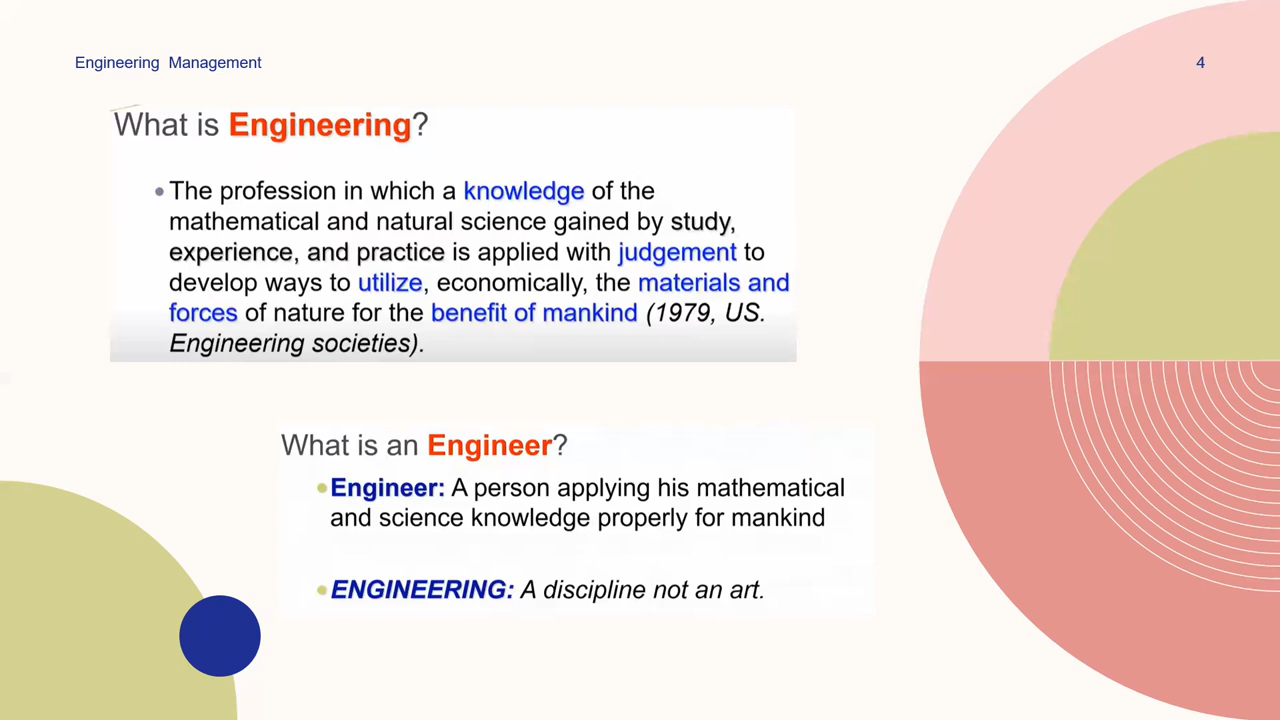 Engineering Management
4
What is Engineering?
• The profession in which a knowledge of the
mathematical and natural science gained by study,
experience, and practice is applied with judgement to
develop ways to utilize, economically, the materials and
forces of nature for the benefit of mankind (1979, US.
Engineering societies).
What is an Engineer?
• Engineer: A person applying his mathematical
and science knowledge properly for mankind
• ENGINEERING: A discipline not an art.